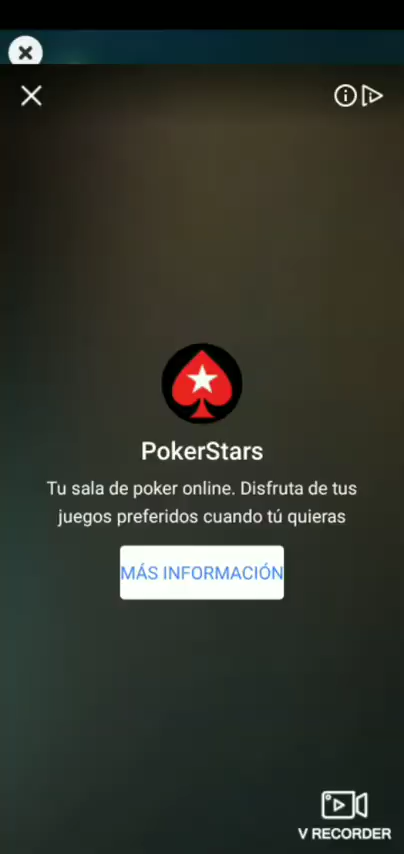 PokerStars
Tu sala de poker online. Disfruta de tus
juegos preferidos cuando tú quieras
MÁS INFORMACIÓN
V RECORDER